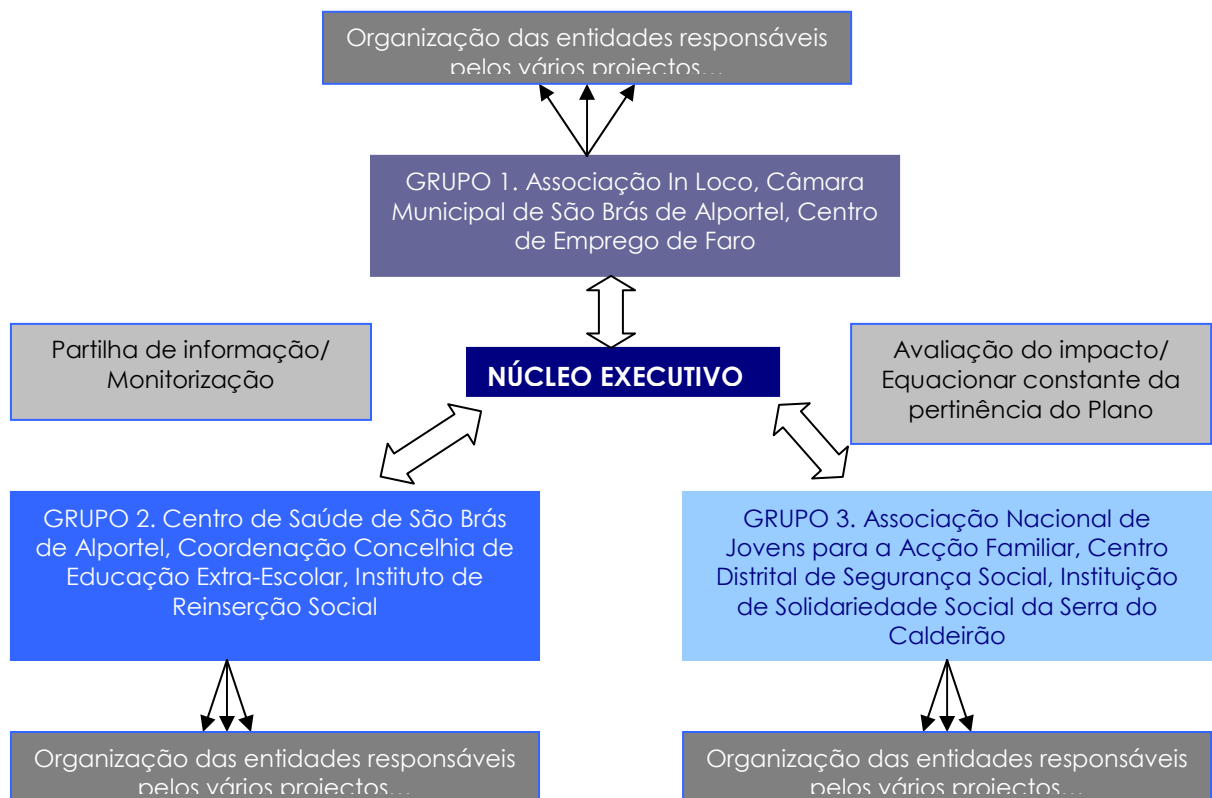 Organização das entidades responsáveis
pelos vários projectos…
GRUPO 1. Associação In Loco, Câmara
Municipal de São Brás de Alportel, Centro
de Emprego de Faro
Partilha de informação/
Monitorização
NÚCLEO EXECUTIVO
Avaliação do impacto/
Equacionar constante da
pertinência do Plano
GRUPO 2. Centro de Saúde de São Brás
de Alportel, Coordenação Concelhia de
Educação Extra-Escolar, Instituto de
Reinserção Social
GRUPO 3. Associação Nacional de
Jovens para a Acção Familiar, Centro
Distrital de Segurança Social, Instituição
de Solidariedade Social da Serra do
Caldeirão
Organização das entidades responsáveis
pelos vários projectos…
Organização das entidades responsáveis
pelos vários projectos…